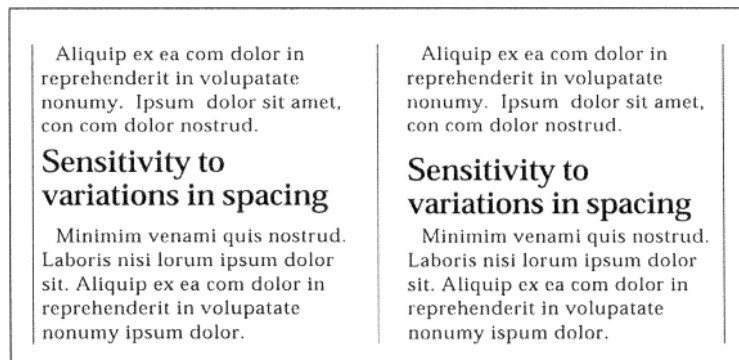 Aliquip ex ea com dolor in
reprehenderit in volupatate
nonumy. Ipsum dolor sit amet,
con com dolor nostrud.
Sensitivity to
variations in spacing
Minimim venami quis nostrud.
Laboris nisi lorum ipsum dolor
sit. Aliquip ex ea com dolor in
reprehenderit in volupatate
nonumy ipsum dolor.
Aliquip ex ea com dolor in
reprehenderit in volupatate
nonumy. Ipsum dolor sit amet,
con com dolor nostrud.
Sensitivity to
variations in spacing
Minimim venami quis nostrud.
Laboris nisi lorum ipsum dolor
sit. Aliquip ex ea com dolor in
reprehenderit in volupatate
nonumy ispum dolor.